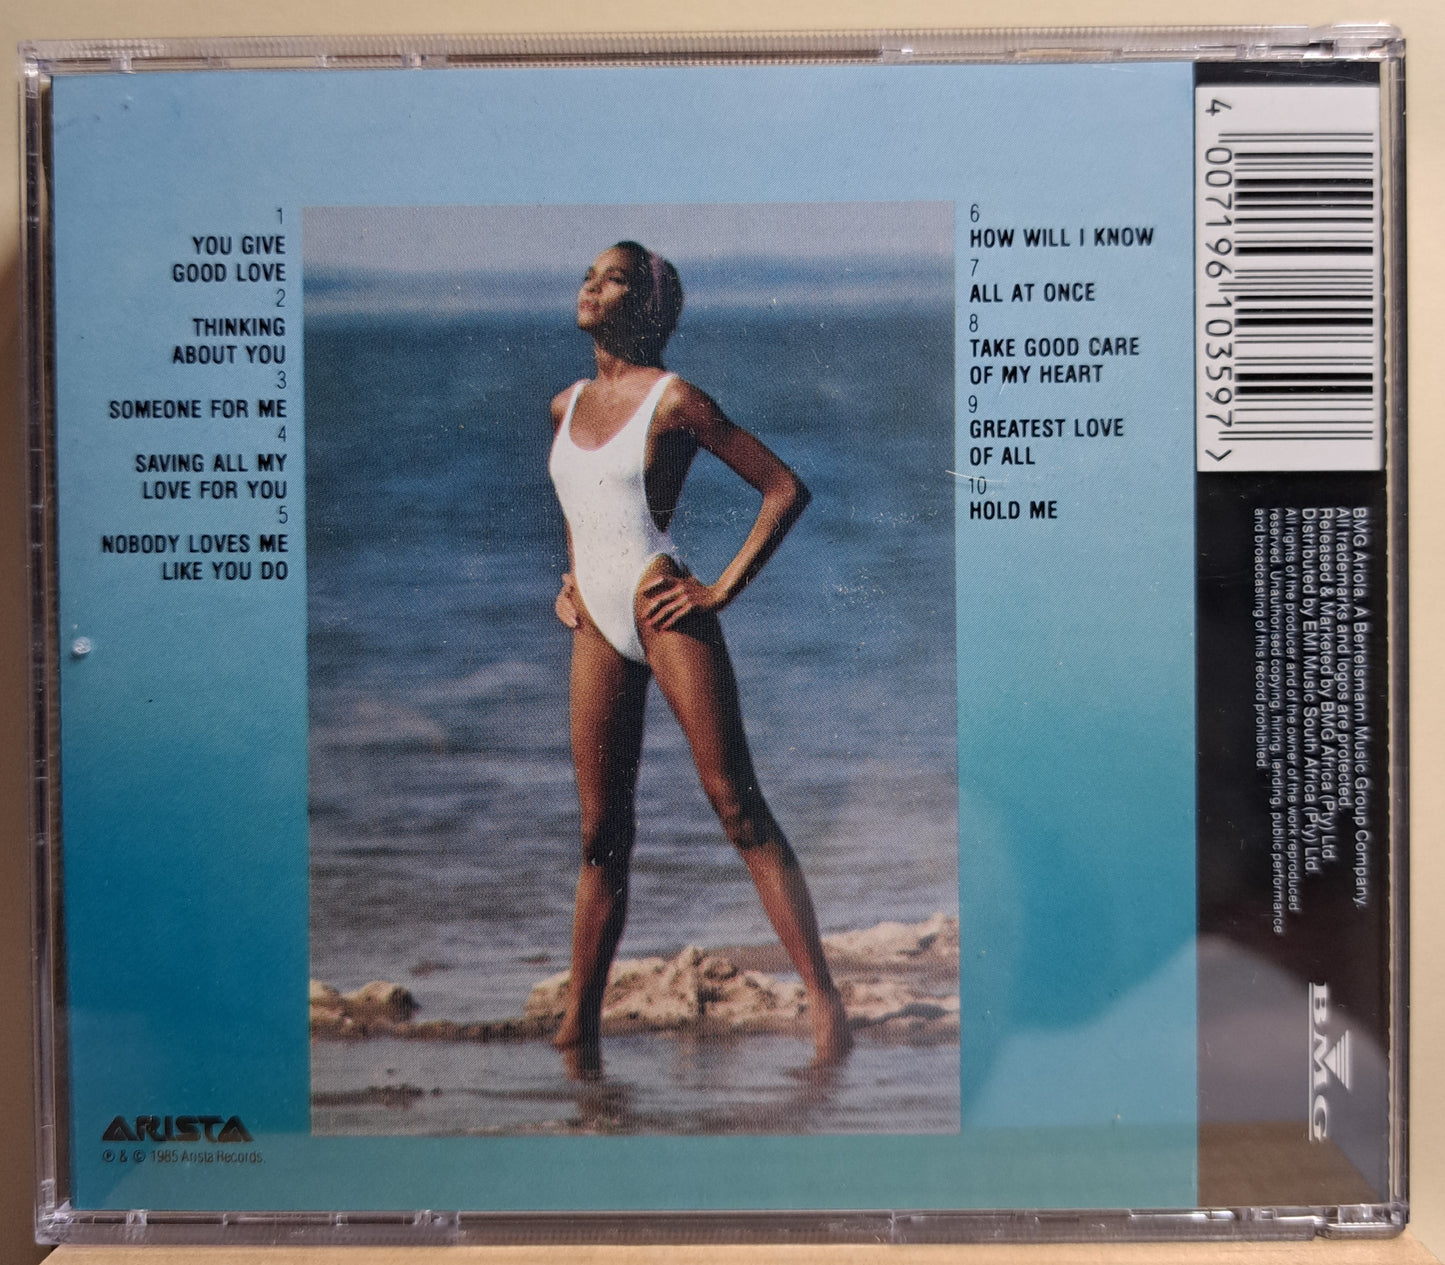 1
YOU GIVE
GOOD LOVE
2
THINKING
ABOUT YOU
3
SOMEONE FOR ME
4
SAVING ALL MY
LOVE FOR YOU
5
NOBODY LOVES ME
LIKE YOU DO
6
HOW WILL I KNOW
7
ALL AT ONCE
8
TAKE GOOD CARE
OF MY HEART
9
GREATEST LOVE
OF ALL
10
HOLD ME
ARISTA
℗ & © 1985 Arista Records.
4 007196 103597 >
BMG Ariola. A Bertelsmann Music Group Company.
All trademarks and logos are protected.
Released & Marketed by BMG Africa (Pty) Ltd
Distributed by EMI Music South Africa (Pty) Ltd.
All rights of the producer and of the owner of the work reproduced
reserved. Unauthorised copying, hiring, lending, public performance
and broadcasting of this record prohibited.
BMG